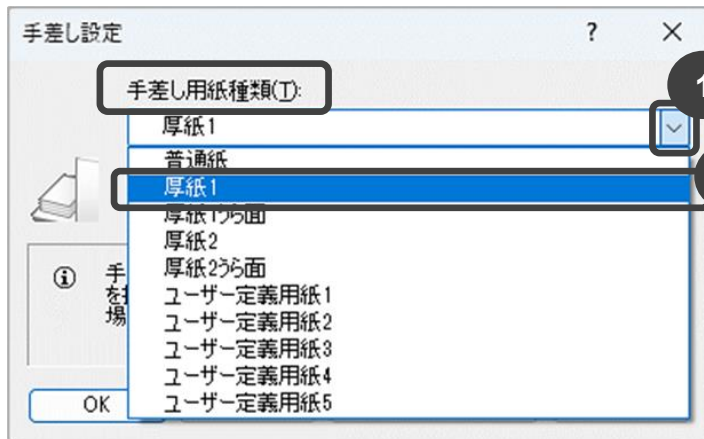 手差し設定 ? ×
手差し用紙種類(T):
1
厚紙1
普通紙
厚紙1
厚紙1うら面
厚紙2
厚紙2うら面
ユーザー定義用紙1
ユーザー定義用紙2
ユーザー定義用紙3
ユーザー定義用紙4
ユーザー定義用紙5
手
を
場
OK